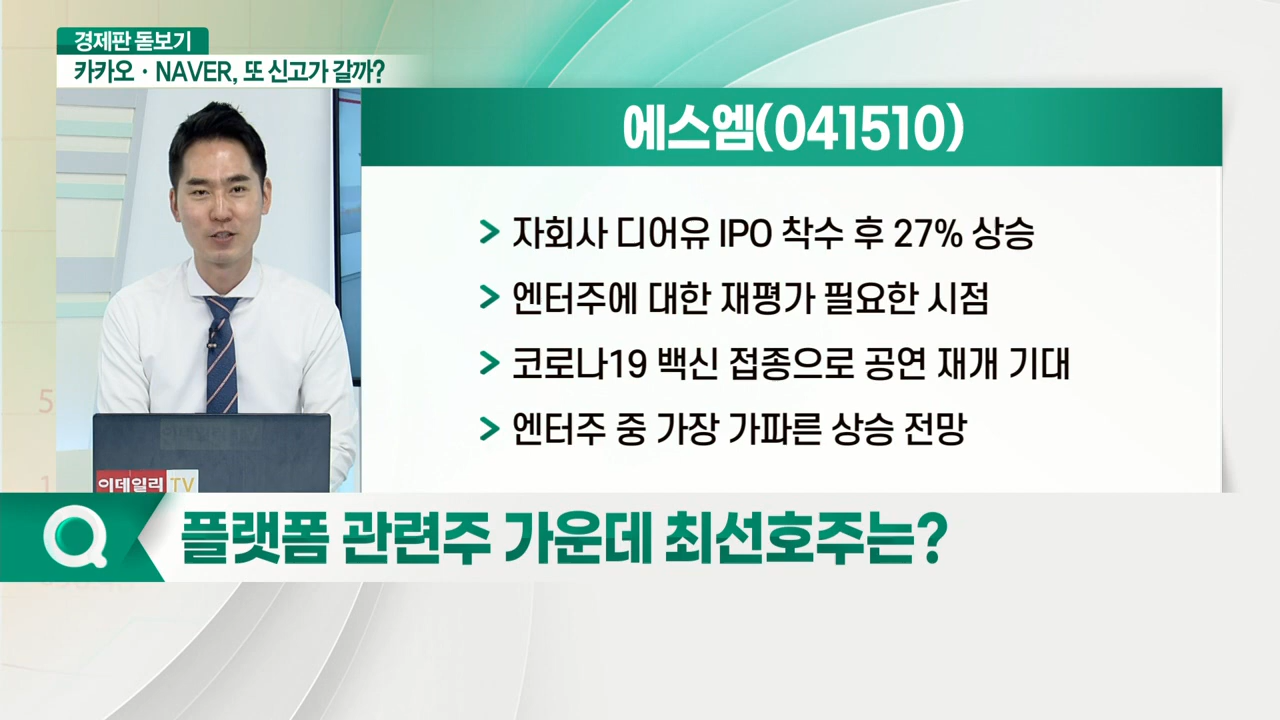 경제판 돋보기
카카오 · NAVER, 또 신고가 갈까?
에스엠(041510)
> 자회사 디어유 IPO 착수 후 27% 상승
> 엔터주에 대한 재평가 필요한 시점
> 코로나19 백신 접종으로 공연 재개 기대
> 엔터주 중 가장 가파른 상승 전망
이데일리 TV
Q 플랫폼 관련주 가운데 최선호주는?